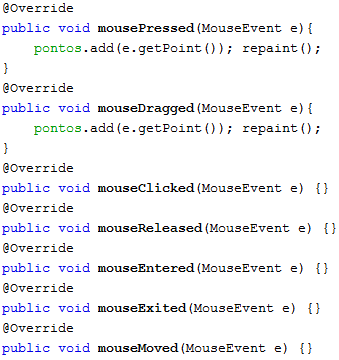 @Override
public void mousePressed(MouseEvent e){
    pontos.add(e.getPoint()); repaint();
}
@Override
public void mouseDragged(MouseEvent e){
    pontos.add(e.getPoint()); repaint();
}
@Override
public void mouseClicked(MouseEvent e) {}
@Override
public void mouseReleased(MouseEvent e) {}
@Override
public void mouseEntered(MouseEvent e) {}
@Override
public void mouseExited(MouseEvent e) {}
@Override
public void mouseMoved(MouseEvent e) {}